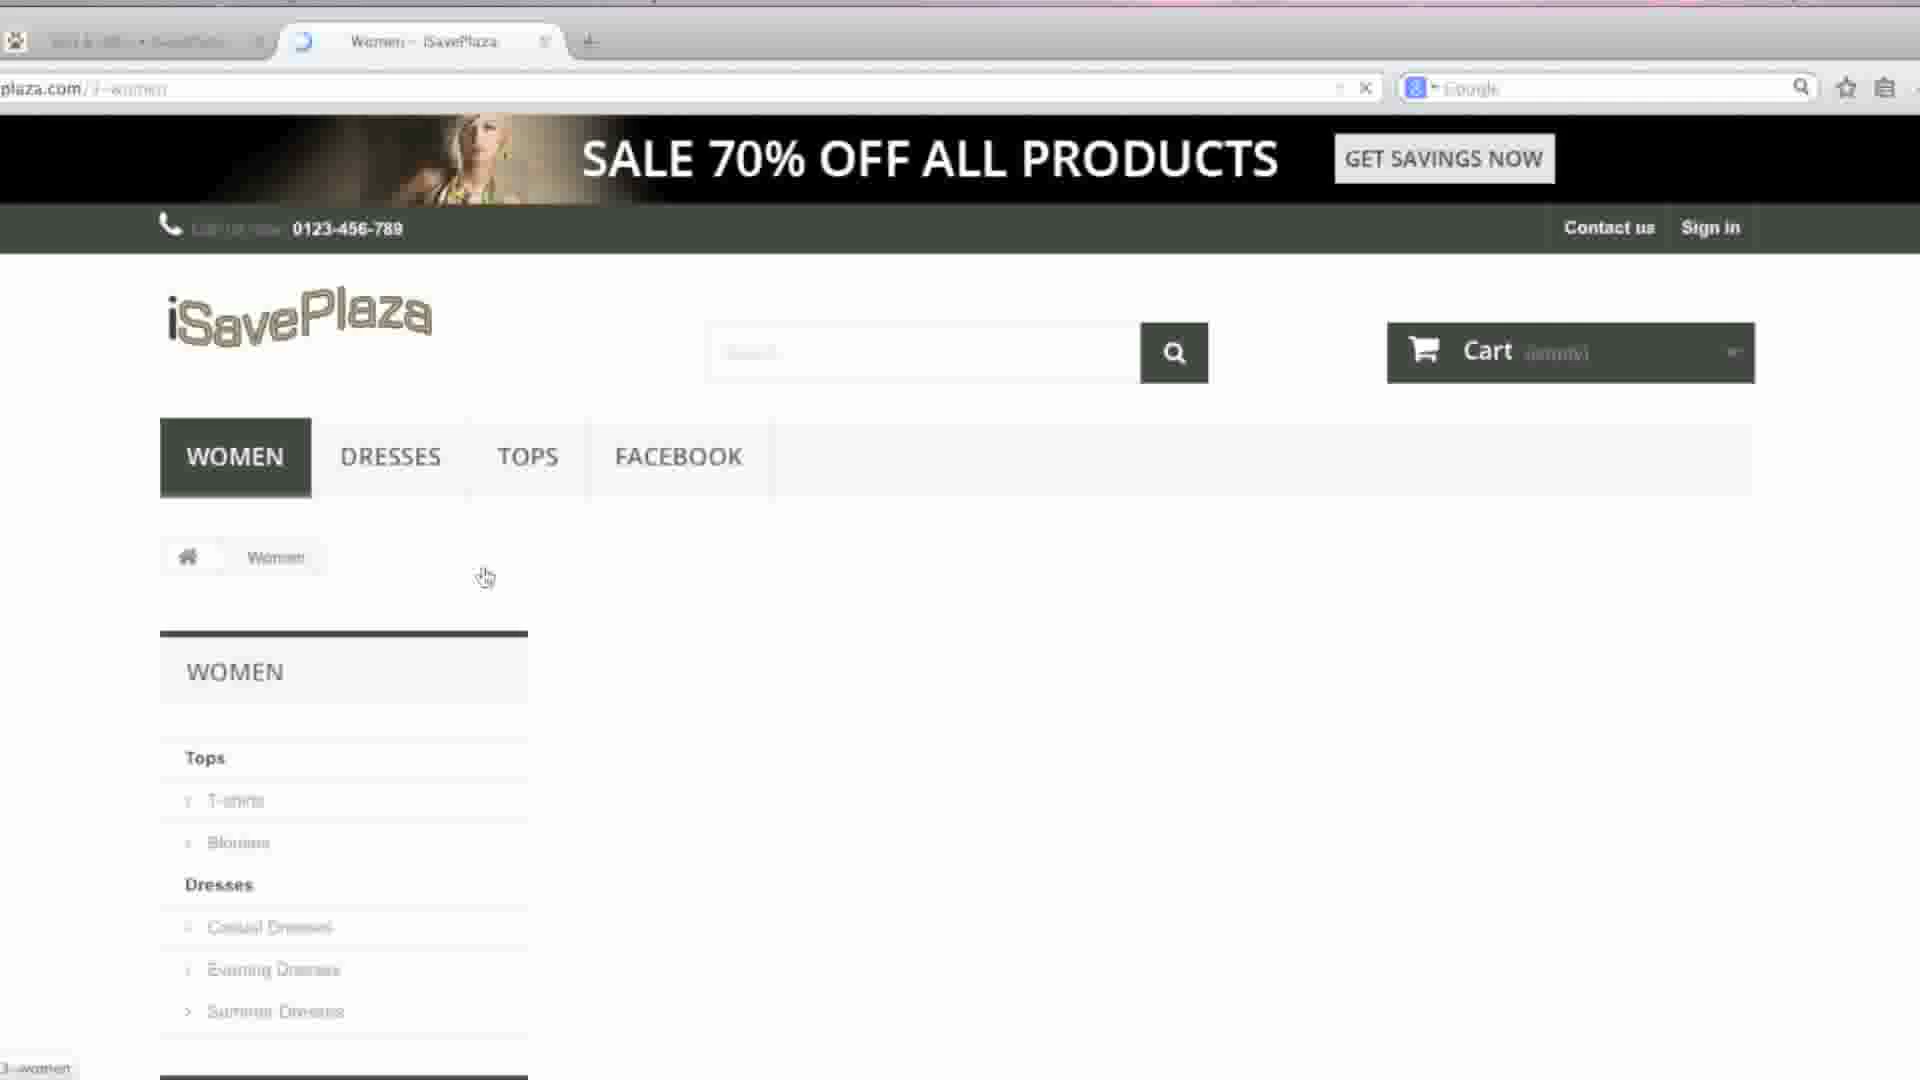 Women - iSavePlaza
plaza.com/3-women
Google
SALE 70% OFF ALL PRODUCTS
GET SAVINGS NOW
0123-456-789
Contact us
Sign in
iSavePlaza
Search
Cart (empty)
WOMEN
DRESSES
TOPS
FACEBOOK
Women
WOMEN
Tops
T-shirts
Blouses
Dresses
Casual Dresses
Evening Dresses
Summer Dresses
3-women